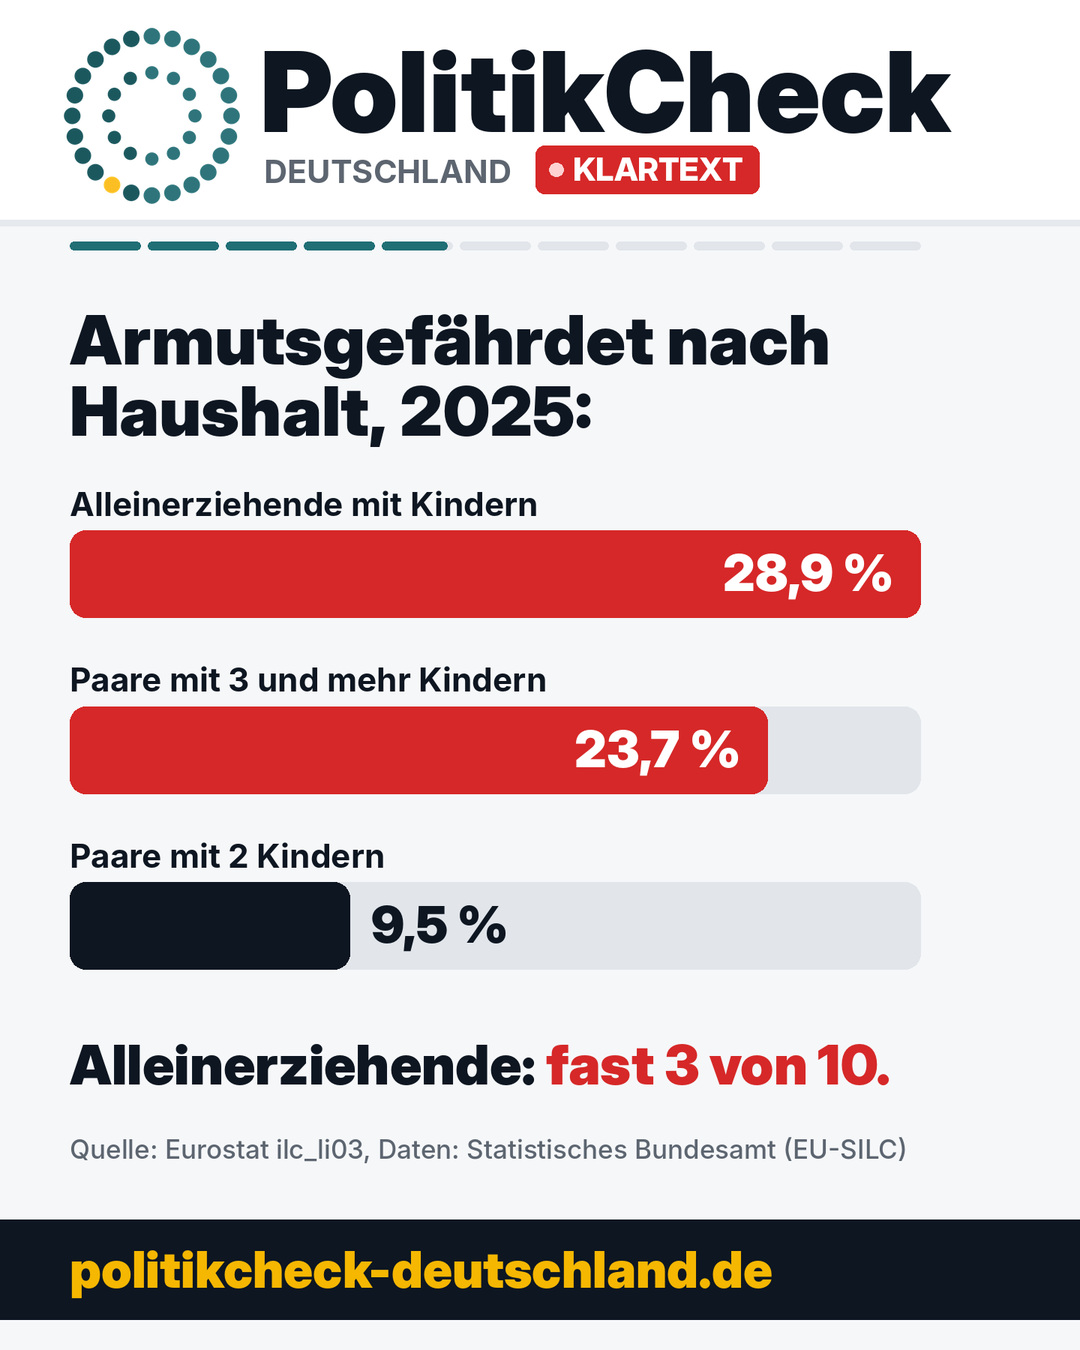 PolitikCheck
DEUTSCHLAND KLARTEXT
Armutsgefährdet nach
Haushalt, 2025:
Alleinerziehende mit Kindern
28,9 %
Paare mit 3 und mehr Kindern
23,7 %
Paare mit 2 Kindern
9,5 %
Alleinerziehende: fast 3 von 10.
Quelle: Eurostat ilc_li03, Daten: Statistisches Bundesamt (EU-SILC)
politikcheck-deutschland.de